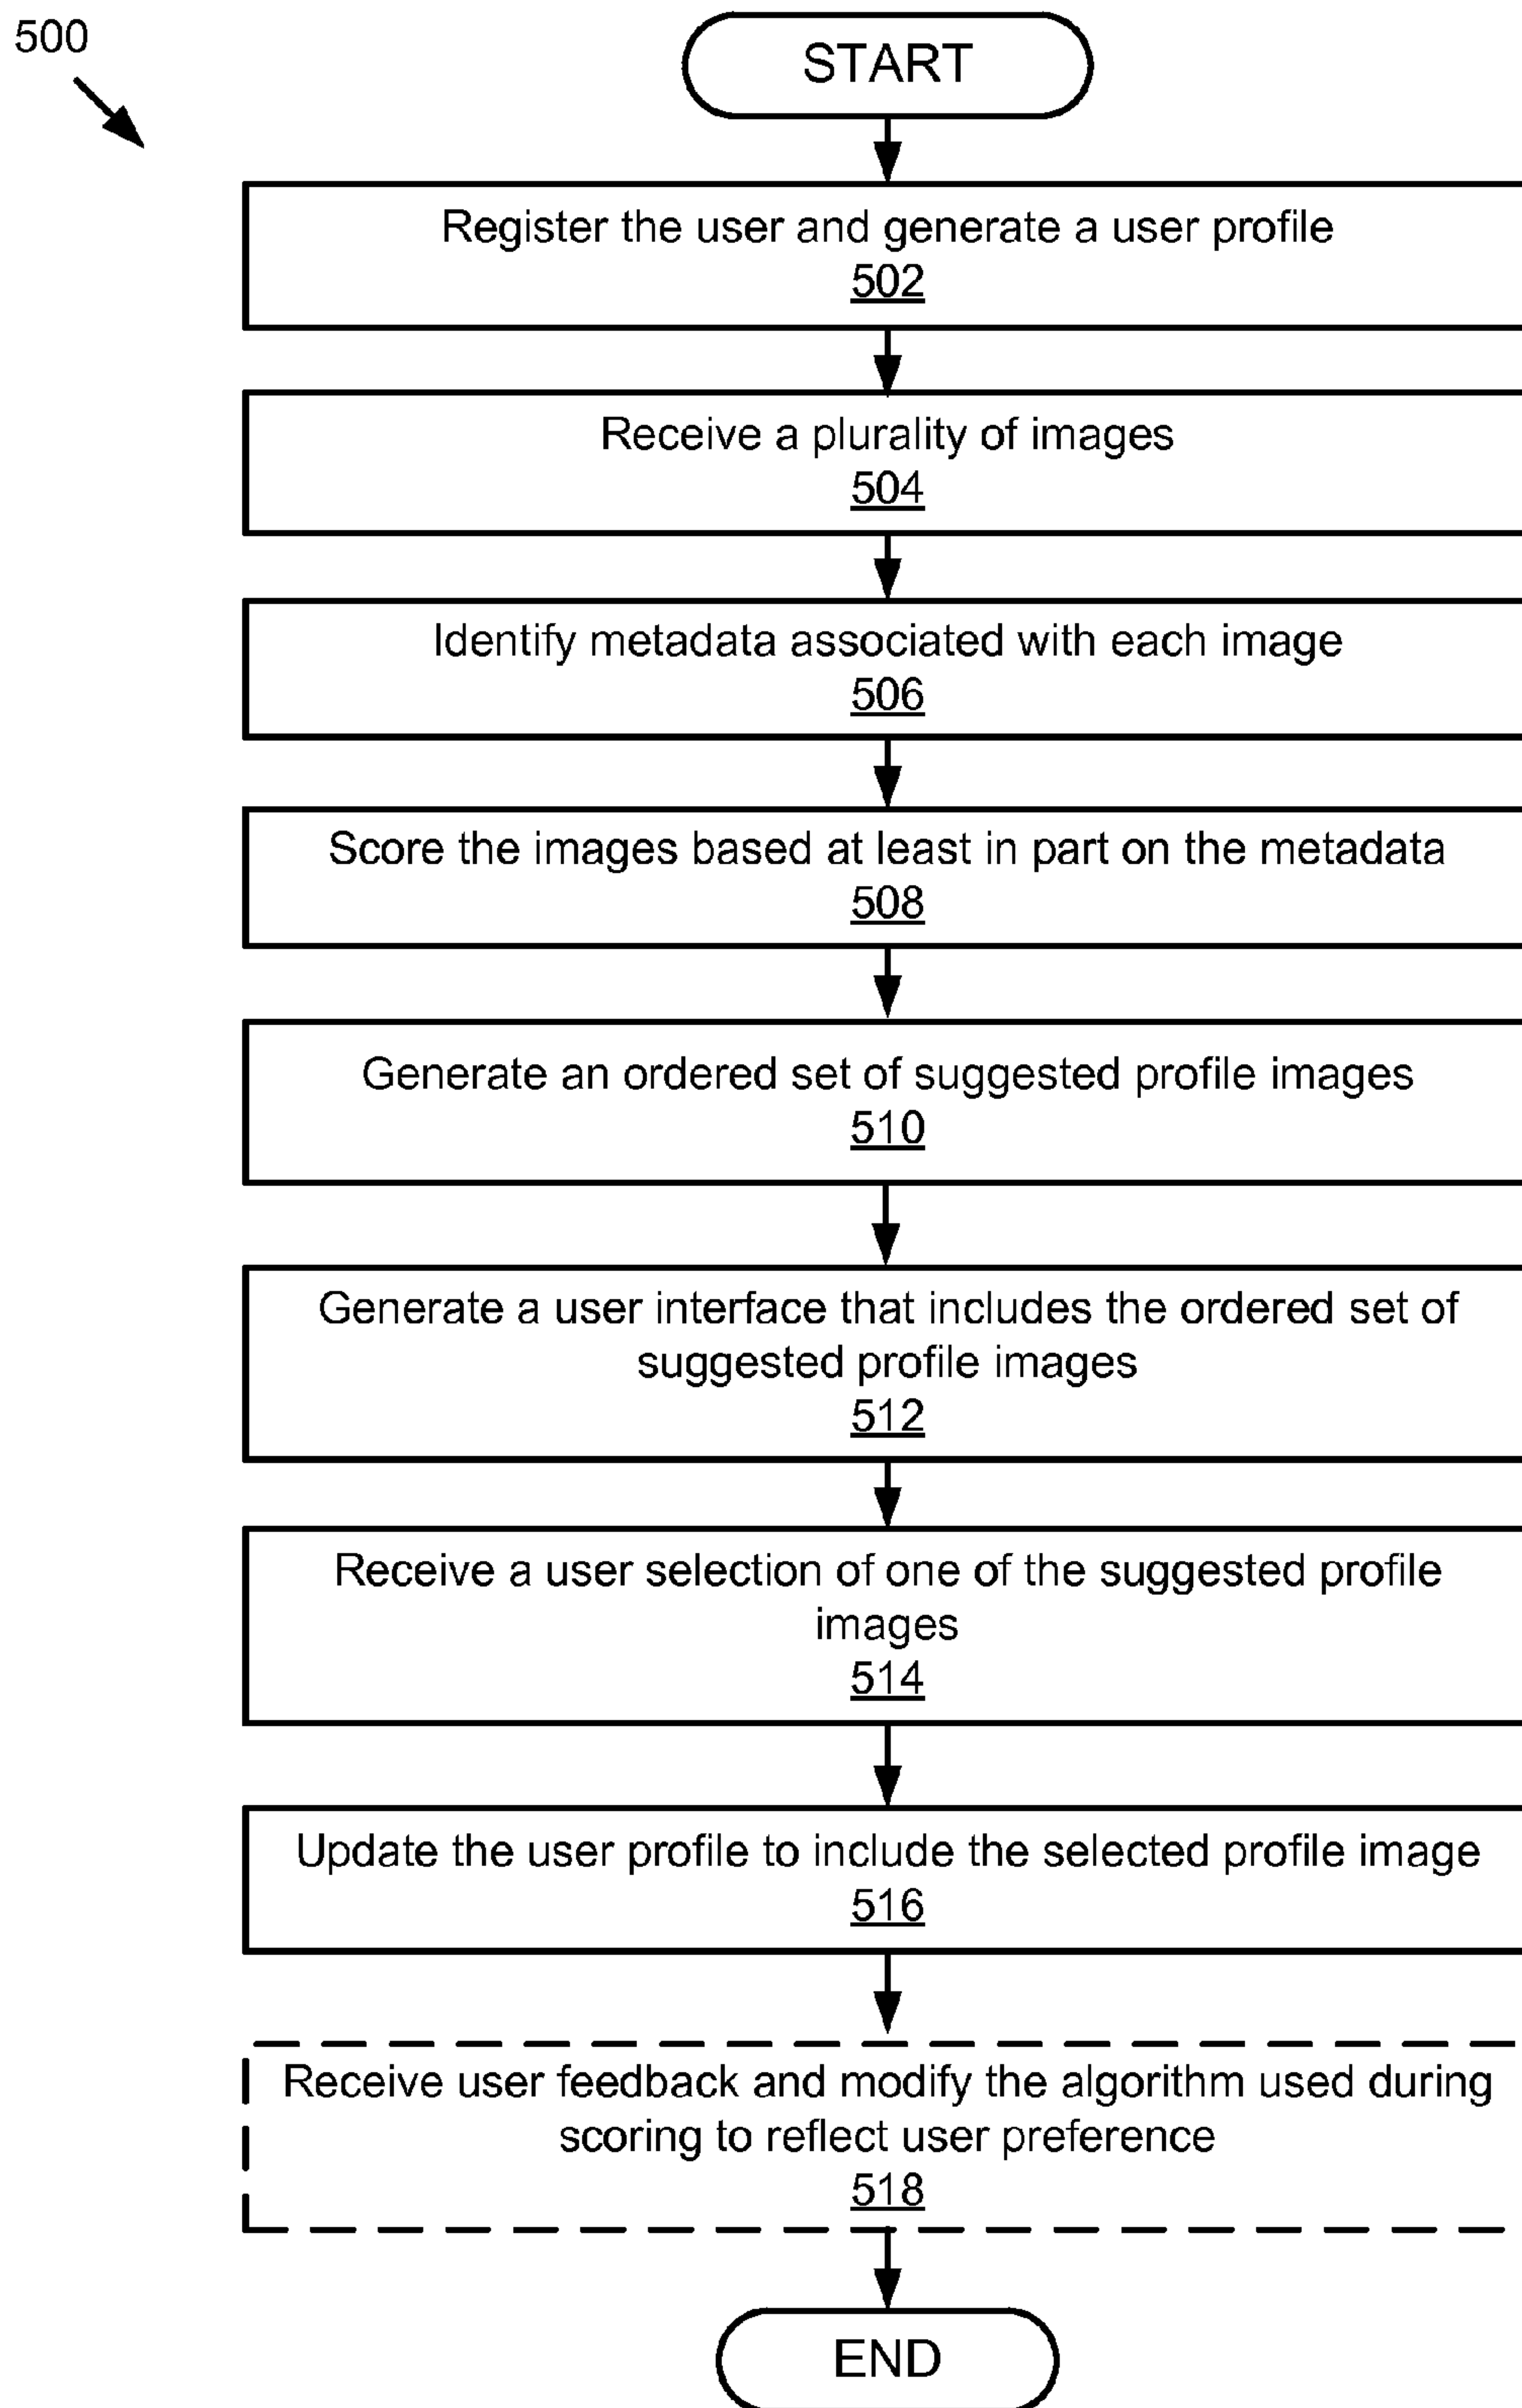 500
START
Register the user and generate a user profile
502
Receive a plurality of images
504
Identify metadata associated with each image
506
Score the images based at least in part on the metadata
508
Generate an ordered set of suggested profile images
510
Generate a user interface that includes the ordered set of
suggested profile images
512
Receive a user selection of one of the suggested profile
images
514
Update the user profile to include the selected profile image
516
Receive user feedback and modify the algorithm used during
scoring to reflect user preference
518
END